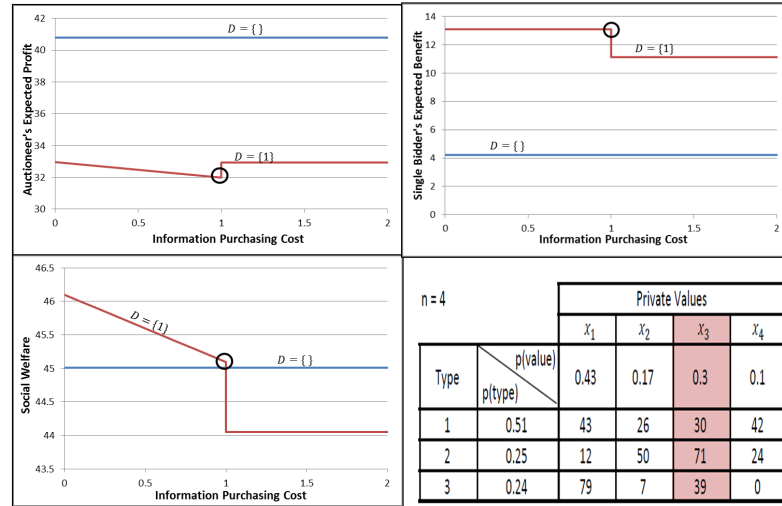 42
40
38
36
34
32
30
0
0.5
1
1.5
2
D = { }
D = {1}
Auctioneer's Expected Profit
Information Purchasing Cost
14
12
10
8
6
4
2
0
0
0.5
1
1.5
2
D = {1}
D = { }
Single Bidder's Expected Benefit
Information Purchasing Cost
46.5
46
45.5
45
44.5
44
43.5
0
0.5
1
1.5
2
D = {1}
D = { }
Social Welfare
Information Purchasing Cost
n = 4
Private Values
x₁ x₂ x₃ x₄
Type p(value) p(type) 0.43 0.17 0.3 0.1
1 0.51 43 26 30 42
2 0.25 12 50 71 24
3 0.24 79 7 39 0